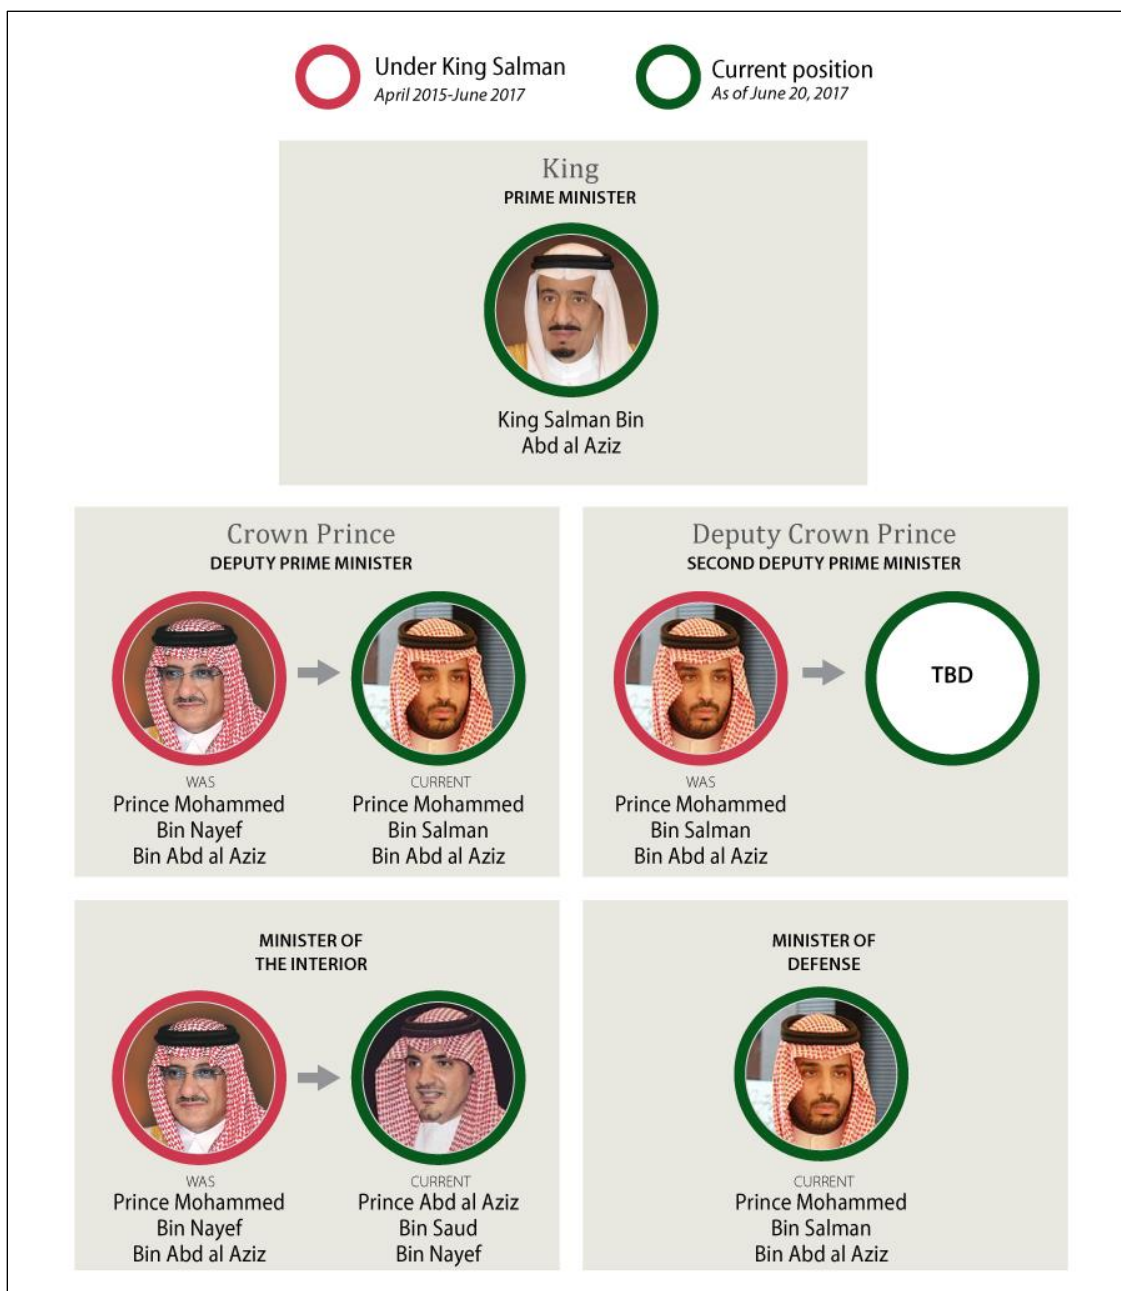 Under King Salman
April 2015-June 2017
Current position
As of June 20, 2017
King
PRIME MINISTER
King Salman Bin
Abd al Aziz
Crown Prince
DEPUTY PRIME MINISTER
WAS
Prince Mohammed
Bin Nayef
Bin Abd al Aziz
CURRENT
Prince Mohammed
Bin Salman
Bin Abd al Aziz
Deputy Crown Prince
SECOND DEPUTY PRIME MINISTER
TBD
WAS
Prince Mohammed
Bin Salman
Bin Abd al Aziz
MINISTER OF
THE INTERIOR
WAS
Prince Mohammed
Bin Nayef
Bin Abd al Aziz
CURRENT
Prince Abd al Aziz
Bin Saud
Bin Nayef
MINISTER OF
DEFENSE
CURRENT
Prince Mohammed
Bin Salman
Bin Abd al Aziz